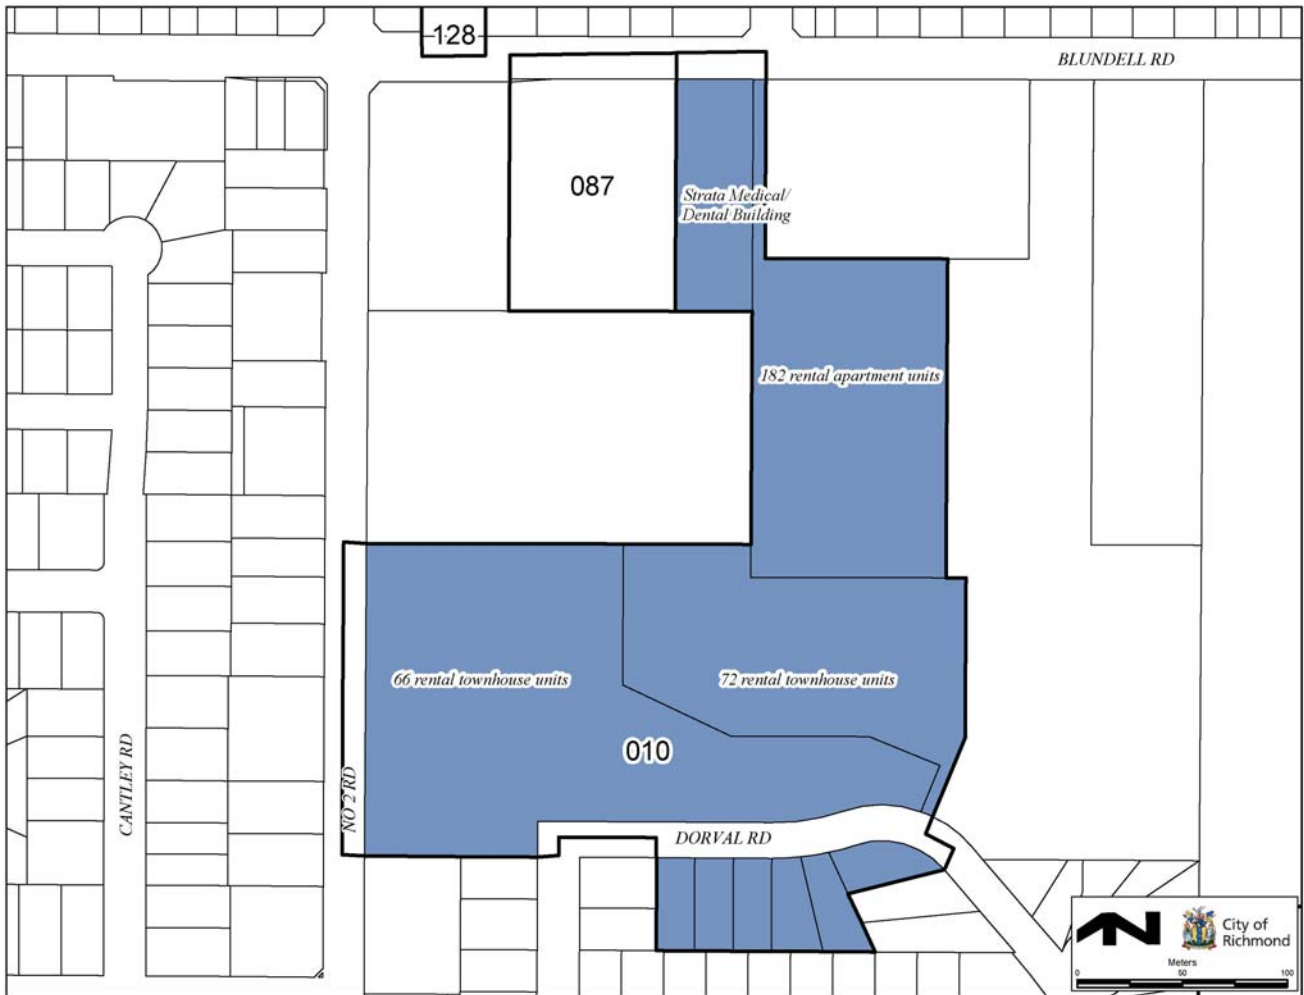 128
BLUNDELL RD
087
Strata Medical/
Dental Building
182 rental apartment units
66 rental townhouse units
72 rental townhouse units
010
CANTLEY RD
NO 2 RD
DORVAL RD
N
City of
Richmond
Meters
0 50 100